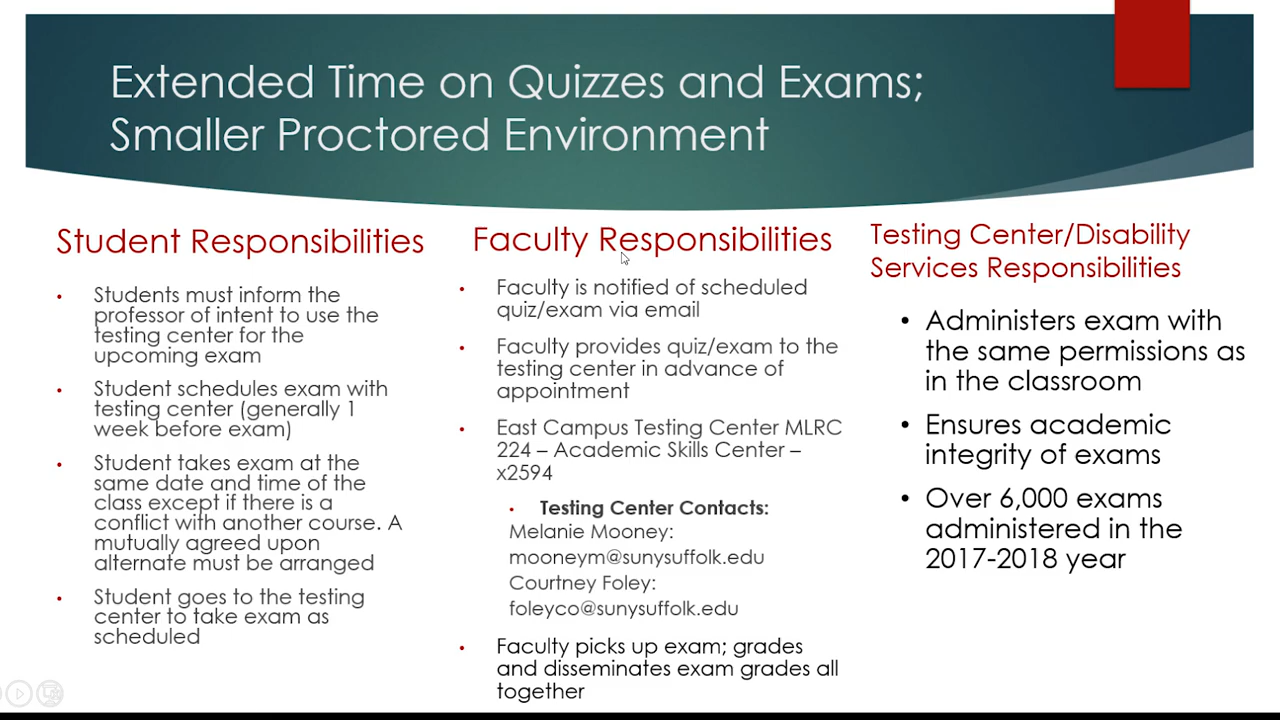 Extended Time on Quizzes and Exams;
Smaller Proctored Environment
Student Responsibilities
• Students must inform the
professor of intent to use the
testing center for the
upcoming exam
• Student schedules exam with
testing center (generally 1
week before exam)
• Student takes exam at the
same date and time of the
class except if there is a
conflict with another course. A
mutually agreed upon
alternate must be arranged
• Student goes to the testing
center to take exam as
scheduled
Faculty Responsibilities
• Faculty is notified of scheduled
quiz/exam via email
• Faculty provides quiz/exam to the
testing center in advance of
appointment
• East Campus Testing Center MLRC
224 – Academic Skills Center –
x2594
• Testing Center Contacts:
Melanie Mooney:
mooneym@sunysuffolk.edu
Courtney Foley:
foleyco@sunysuffolk.edu
• Faculty picks up exam; grades
and disseminates exam grades all
together
Testing Center/Disability
Services Responsibilities
• Administers exam with
the same permissions as
in the classroom
• Ensures academic
integrity of exams
• Over 6,000 exams
administered in the
2017-2018 year